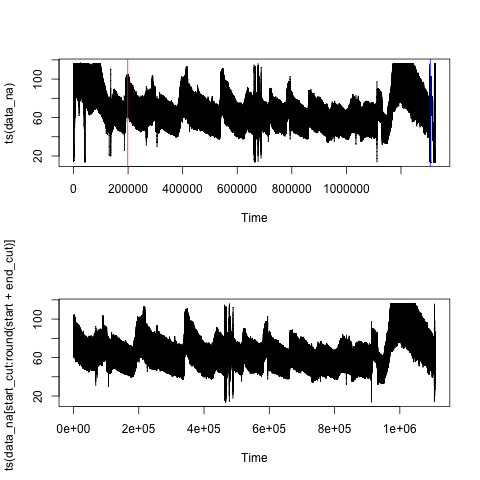 ts(data_na)
100
60
20
0
200000
400000
600000
800000
1000000
Time
ts(data_na[start_cut:round(start + end_cut)]
100
60
20
0e+00
2e+05
4e+05
6e+05
8e+05
1e+06
Time